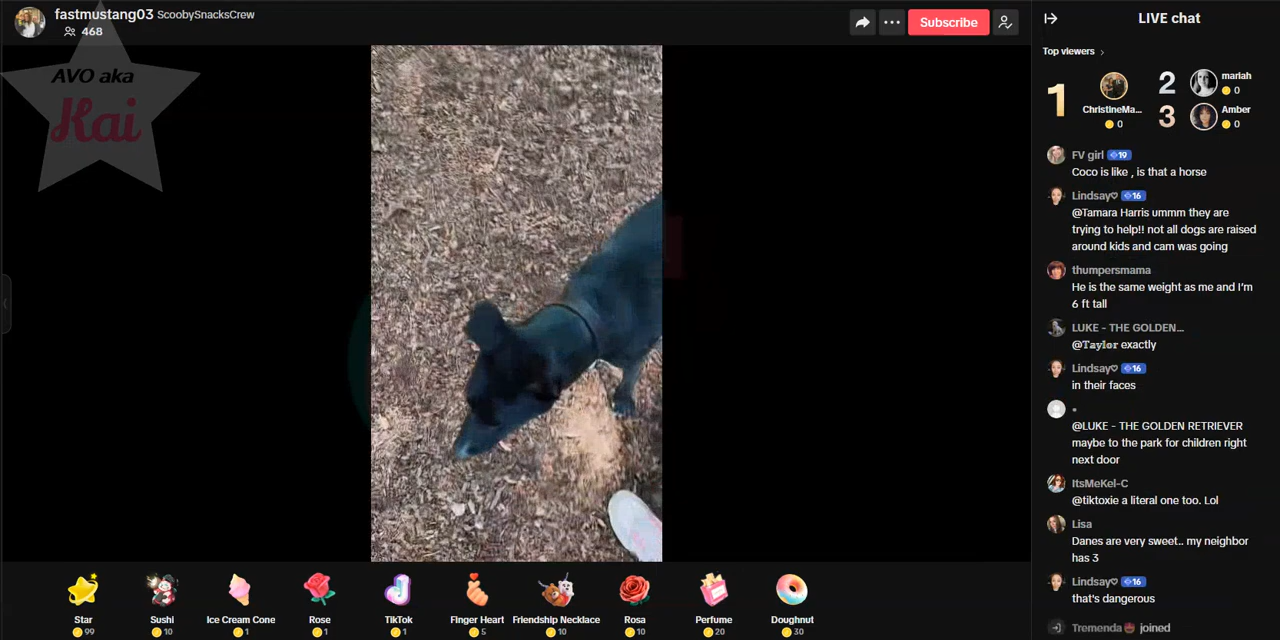 fastmustang03 ScoobySnacksCrew
468
Subscribe
AVO aka
Kai
LIVE chat
Top viewers
1
ChristineMa...
0
2
mariah
0
3
Amber
0
FV girl 19
Coco is like , is that a horse
Lindsay♡ 16
@Tamara Harris ummm they are
trying to help!! not all dogs are raised
around kids and cam was going
thumpersmama
He is the same weight as me and I'm
6 ft tall
LUKE - THE GOLDEN...
@Taylor exactly
Lindsay♡ 16
in their faces
@LUKE - THE GOLDEN RETRIEVER
maybe to the park for children right
next door
ItsMeKel-C
@tiktoxie a literal one too. Lol
Lisa
Danes are very sweet.. my neighbor
has 3
Lindsay♡ 16
that's dangerous
Tremenda joined
Star
99
Sushi
10
Ice Cream Cone
1
Rose
1
TikTok
1
Finger Heart
5
Friendship Necklace
10
Rosa
10
Perfume
20
Doughnut
30